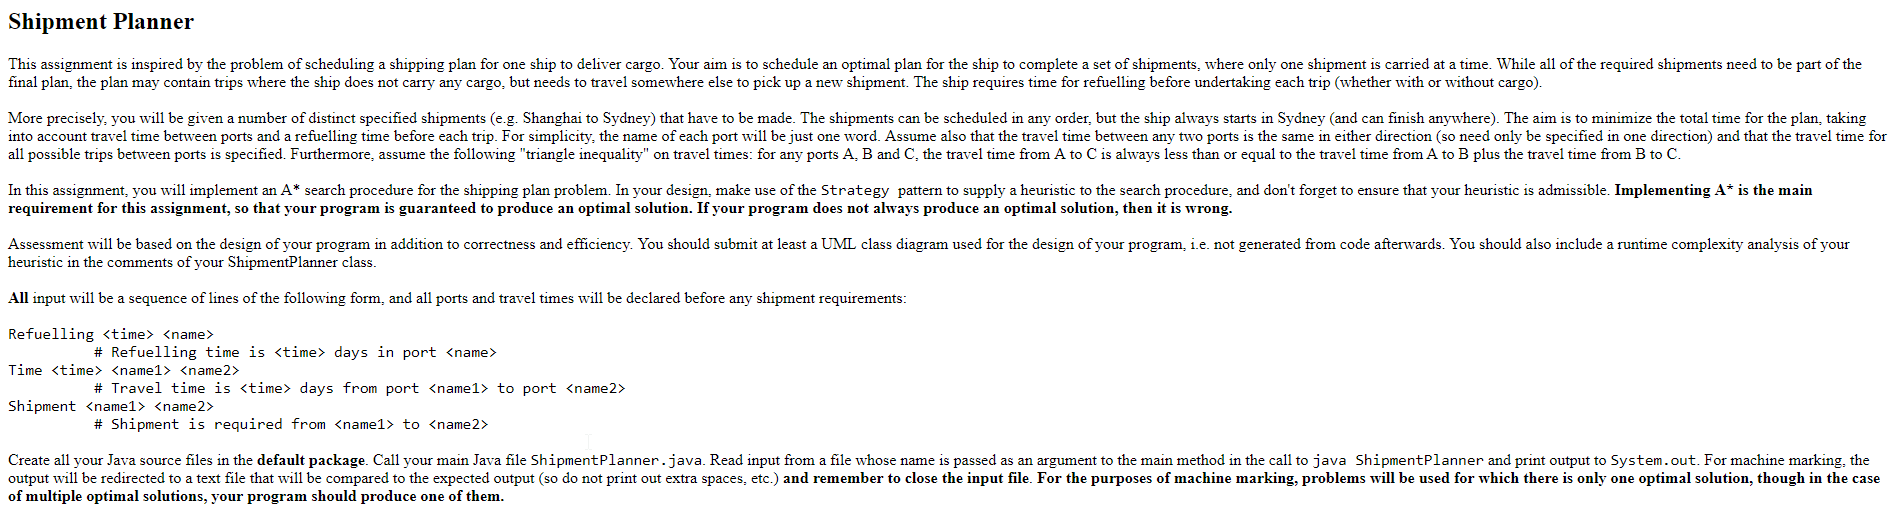 Shipment Planner
This assignment is inspired by the problem of scheduling a shipping plan for one ship to deliver cargo. Your aim is to schedule an optimal plan for the ship to complete a set of shipments, where only one shipment is carried at a time. While all of the required shipments need to be part of the
final plan, the plan may contain trips where the ship does not carry any cargo, but needs to travel somewhere else to pick up a new shipment. The ship requires time for refuelling before undertaking each trip (whether with or without cargo).
More precisely, you will be given a number of distinct specified shipments (e.g. Shanghai to Sydney) that have to be made. The shipments can be scheduled in any order, but the ship always starts in Sydney (and can finish anywhere). The aim is to minimize the total time for the plan, taking
into account travel time between ports and a refuelling time before each trip. For simplicity, the name of each port will be just one word. Assume also that the travel time between any two ports is the same in either direction (so need only be specified in one direction) and that the travel time for
all possible trips between ports is specified. Furthermore, assume the following "triangle inequality" on travel times: for any ports A, B and C, the travel time from A to C is always less than or equal to the travel time from A to B plus the travel time from B to C.
In this assignment, you will implement an A* search procedure for the shipping plan problem. In your design, make use of the Strategy pattern to supply a heuristic to the search procedure, and don't forget to ensure that your heuristic is admissible. Implementing A* is the main
requirement for this assignment, so that your program is guaranteed to produce an optimal solution. If your program does not always produce an optimal solution, then it is wrong.
Assessment will be based on the design of your program in addition to correctness and efficiency. You should submit at least a UML class diagram used for the design of your program, i.e. not generated from code afterwards. You should also include a runtime complexity analysis of your
heuristic in the comments of your ShipmentPlanner class.
All input will be a sequence of lines of the following form, and all ports and travel times will be declared before any shipment requirements:
Refuelling <time> <name>
# Refuelling time is <time> days in port <name>
Time <time> <name1> <name2>
# Travel time is <time> days from port <name1> to port <name2>
Shipment <name1> <name2>
# Shipment is required from <name1> to <name2>
Create all your Java source files in the default package. Call your main Java file ShipmentPlanner.java. Read input from a file whose name is passed as an argument to the main method in the call to java ShipmentPlanner and print output to System.out. For machine marking, the
output will be redirected to a text file that will be compared to the expected output (so do not print out extra spaces, etc.) and remember to close the input file. For the purposes of machine marking, problems will be used for which there is only one optimal solution, though in the case
of multiple optimal solutions, your program should produce one of them.